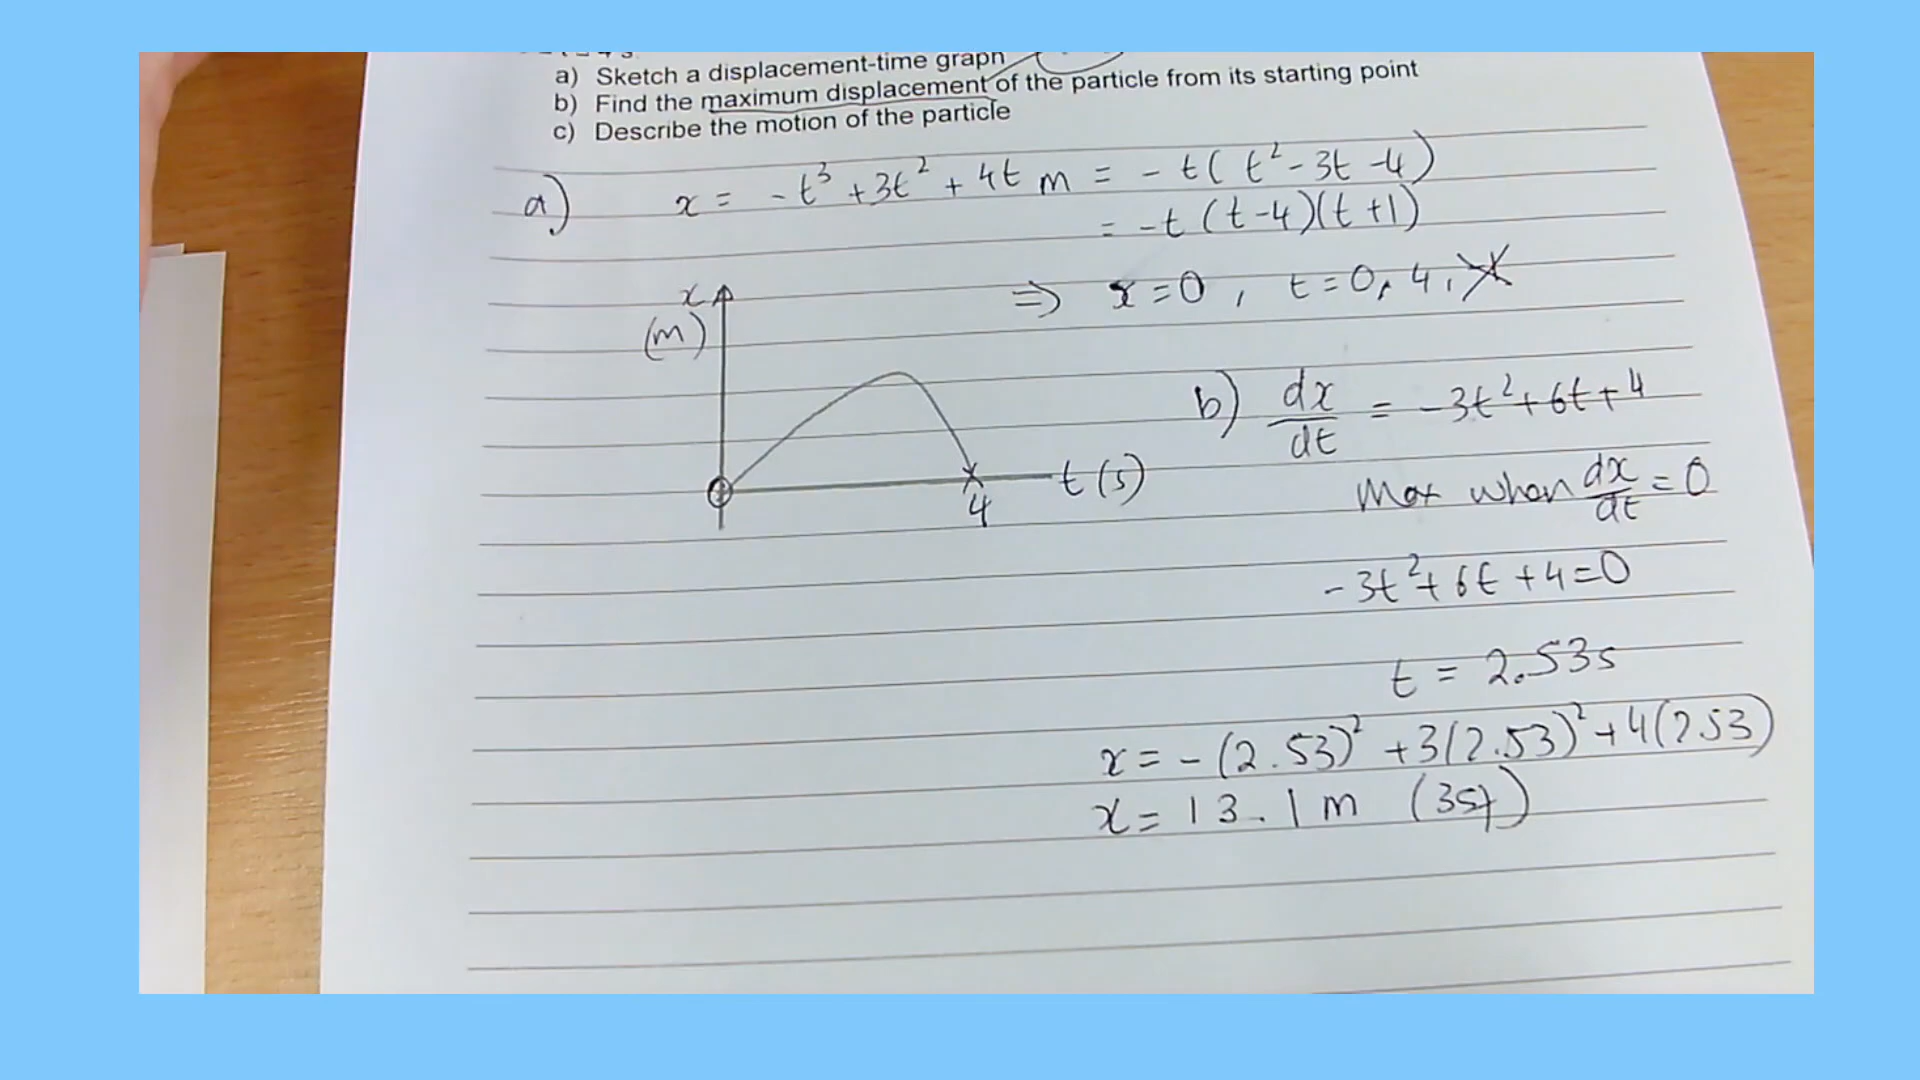 a) Sketch a displacement-time graph
b) Find the maximum displacement of the particle from its starting point
c) Describe the motion of the particle
a) x = -t³ + 3t² + 4t m = -t(t² - 3t - 4)
= -t(t-4)(t+1)
⇒ x = 0, t = 0, 4,
x
(m)
t (s)
4
b) dx/dt = -3t² + 6t + 4
Max when dx/dt = 0
-3t² + 6t + 4 = 0
t = 2.53s
x = -(2.53)² + 3(2.53)² + 4(2.53)
x = 13.1 m (3sf)